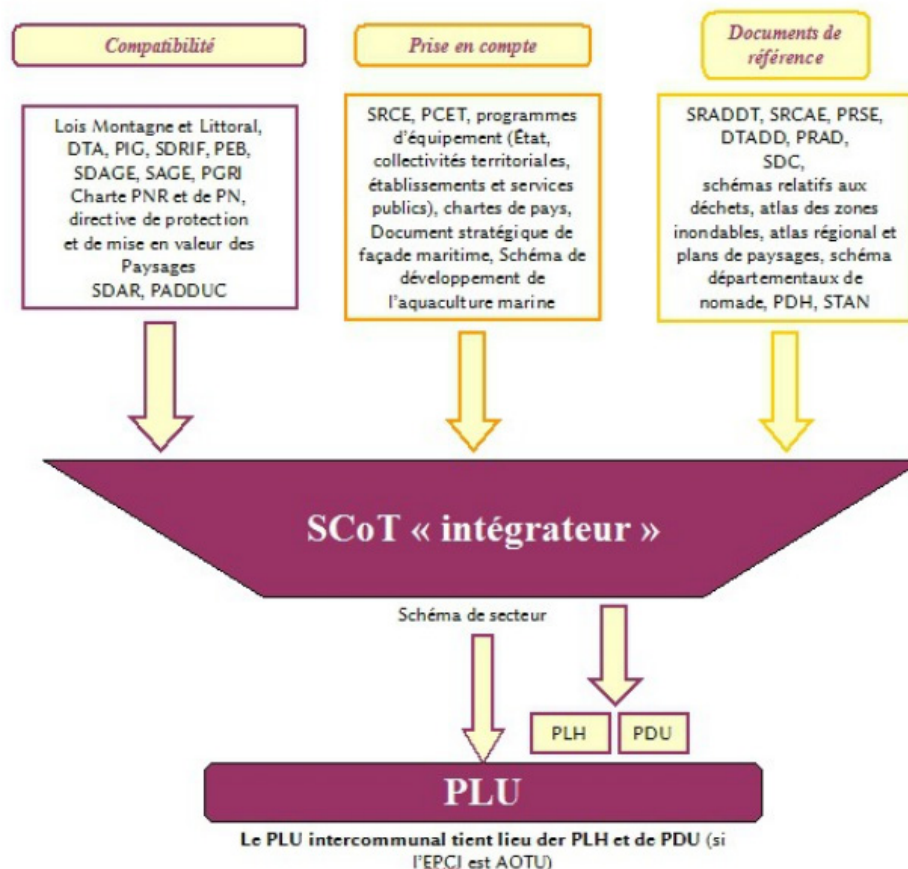 Compatibilité
Prise en compte
Documents de
référence
Lois Montagne et Littoral,
DTA, PIG, SDRIF, PEB,
SDAGE, SAGE, PGRI
Charte PNR et de PN,
directive de protection
et de mise en valeur des
Paysages
SDAR, PADDUC
SRCE, PCET, programmes
d'équipement (État,
collectivités territoriales,
établissements et services
publics), chartes de pays,
Document stratégique de
façade maritime, Schéma de
développement de
l'aquaculture marine
SRADDT, SRCAE, PRSE,
DTADD, PRAD,
SDC,
schémas relatifs aux
déchets, atlas des zones
inondables, atlas régional et
plans de paysages, schéma
départementaux de
nomade, PDH, STAN
SCoT « intégrateur »
Schéma de secteur
PLH
PDU
PLU
Le PLU intercommunal tient lieu der PLH et de PDU (si
l'EPCI est AOTU)